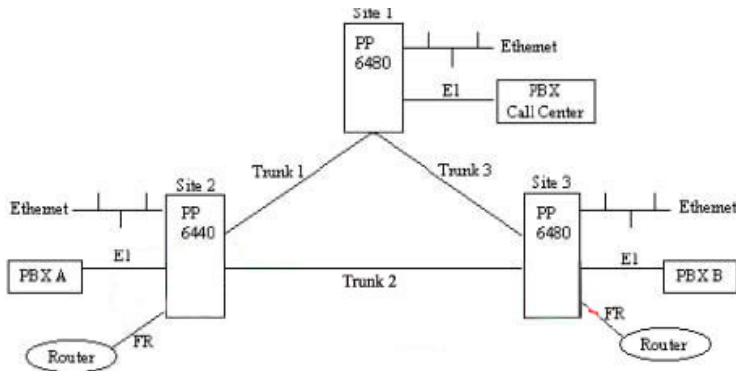 Site 1
PP
6480
Ethernet
E1
PBX
Call Center
Trunk 1
Trunk 3
Site 2
PP
6440
Ethernet
E1
PBX A
FR
Router
Trunk 2
Site 3
PP
6480
Ethernet
E1
PBX B
FR
Router